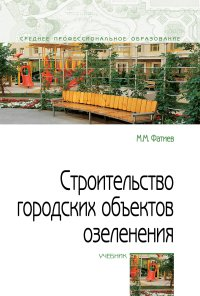 СРЕДНЕЕ ПРОФЕССИОНАЛЬНОЕ ОБРАЗОВАНИЕ
М.М. Фатиев
Строительство
городских объектов
озеленения
УЧЕБНИК